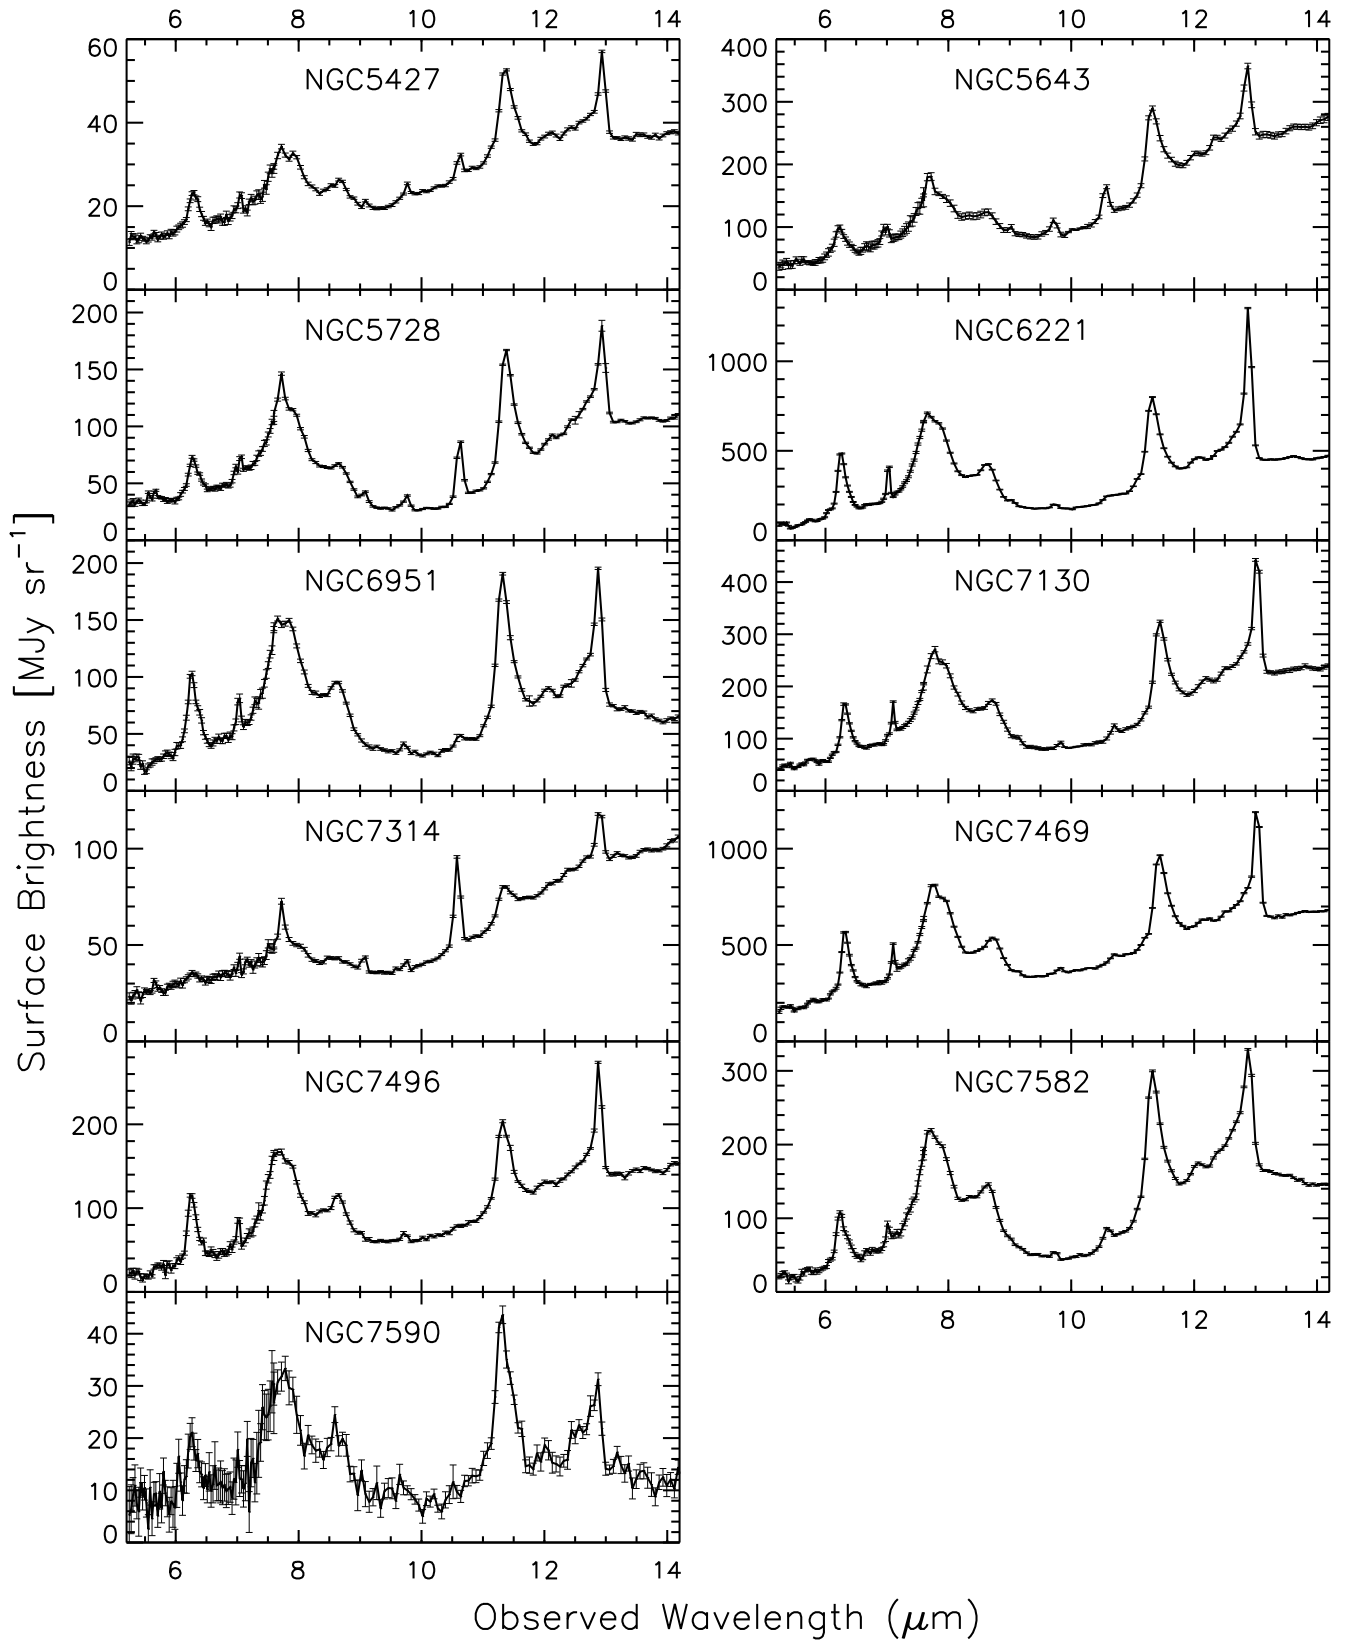 6 8 10 12 14 6 8 10 12 14
60 NGC5427 400 NGC5643
40 300
20 200
0 100
0
200 NGC5728 NGC6221
150 1000
100 500
50 0
0
200 NGC6951 400 NGC7130
150 300
100 200
50 100
0 0
NGC7314 NGC7469
100 1000
50 500
0 0
NGC7496 300 NGC7582
200 200
100 100
0 0
6 8 10 12 14
40 NGC7590
30
20
10
0
6 8 10 12 14
Surface Brightness [MJy sr⁻¹]
Observed Wavelength (μm)